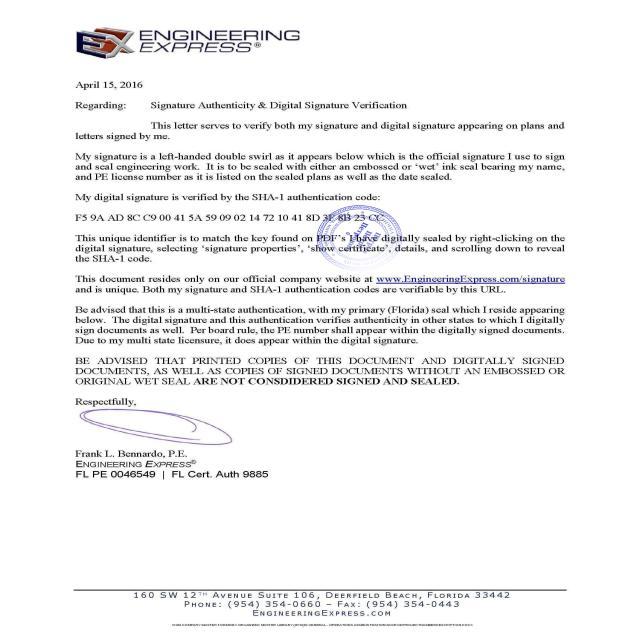 ENGINEERING
EXPRESS®
April 15, 2016
Regarding: Signature Authenticity & Digital Signature Verification
This letter serves to verify both my signature and digital signature appearing on plans and
letters signed by me.
My signature is a left-handed double swirl as it appears below which is the official signature I use to sign
and seal engineering work. It is to be sealed with either an embossed or 'wet' ink seal bearing my name,
and PE license number as it is listed on the sealed plans as well as the date sealed.
My digital signature is verified by the SHA-1 authentication code:
F5 9A AD 8C C9 00 41 5A 59 09 02 14 72 10 41 8D 3E 8B 23 CC
This unique identifier is to match the key found on PDF's I have digitally sealed by right-clicking on the
digital signature, selecting 'signature properties', 'show certificate', details, and scrolling down to reveal
the SHA-1 code.
This document resides only on our official company website at www.EngineeringExpress.com/signature
and is unique. Both my signature and SHA-1 authentication codes are verifiable by this URL.
Be advised that this is a multi-state authentication, with my primary (Florida) seal which I reside appearing
below. The digital signature and this authentication verifies authenticity in other states to which I digitally
sign documents as well. Per board rule, the PE number shall appear within the digitally signed documents.
Due to my multi state licensure, it does appear within the digital signature.
BE ADVISED THAT PRINTED COPIES OF THIS DOCUMENT AND DIGITALLY SIGNED
DOCUMENTS, AS WELL AS COPIES OF SIGNED DOCUMENTS WITHOUT AN EMBOSSED OR
ORIGINAL WET SEAL ARE NOT CONSDIDERED SIGNED AND SEALED.
Respectfully,
Frank L. Bennardo, P.E.
ENGINEERING EXPRESS®
FL PE 0046549 | FL Cert. Auth 9885
160 SW 12TH AVENUE SUITE 106, DEERFIELD BEACH, FLORIDA 33442
PHONE: (954) 354-0660 – FAX: (954) 354-0443
ENGINEERINGEXPRESS.COM